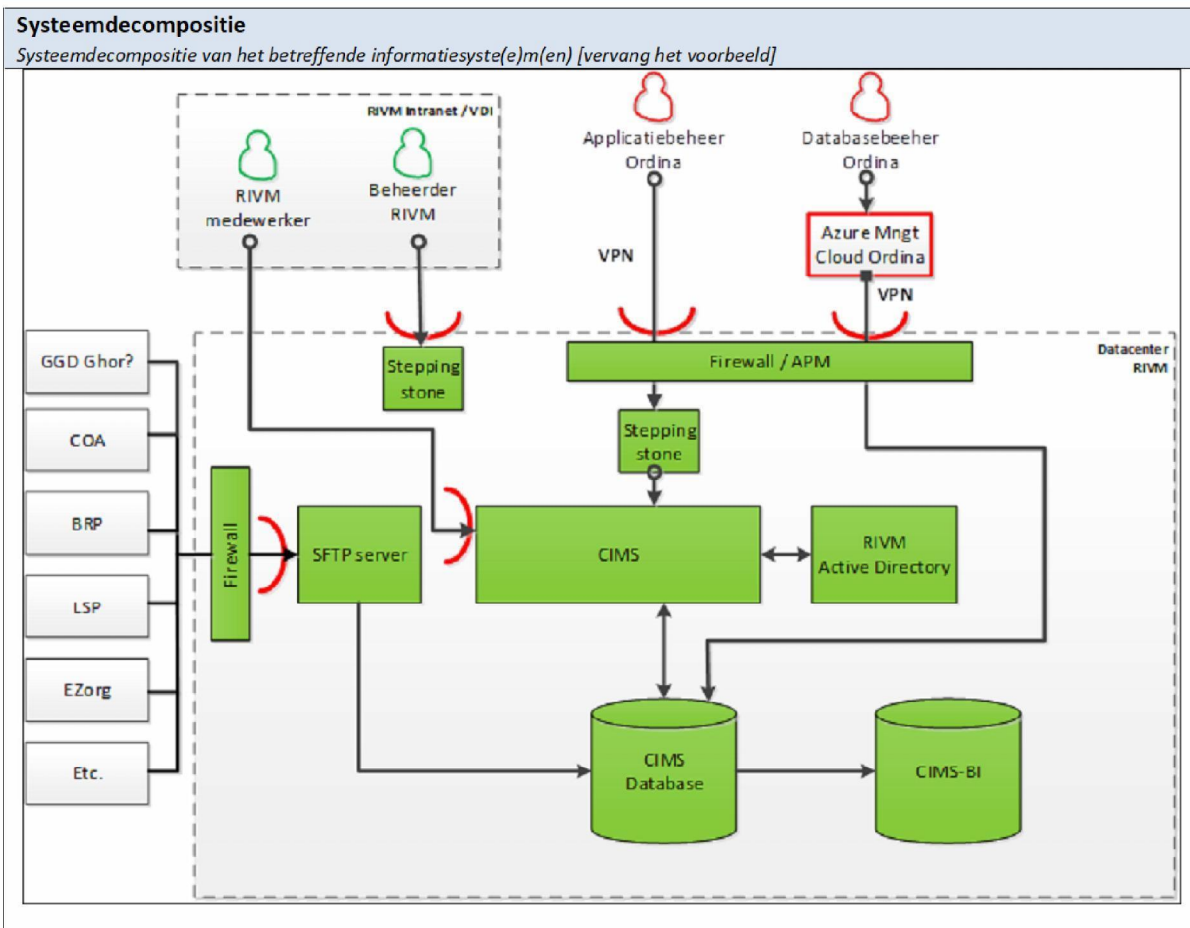 Systeemdecompositie
Systeemdecompositie van het betreffende informatiesyste(e)m(en) [vervang het voorbeeld]
RIVM Intranet / VDI
RIVM
medewerker
Beheerder
RIVM
Applicatiebeheer
Ordina
Databasebeeher
Ordina
Azure Mngt
Cloud Ordina
VPN
VPN
Datacenter
RIVM
Firewall / APM
Stepping
stone
Stepping
stone
GGD Ghor?
COA
BRP
LSP
EZorg
Etc.
Firewall
SFTP server
CIMS
RIVM
Active Directory
CIMS
Database
CIMS-BI